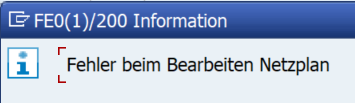 FE0(1)/200 Information
Fehler beim Bearbeiten Netzplan